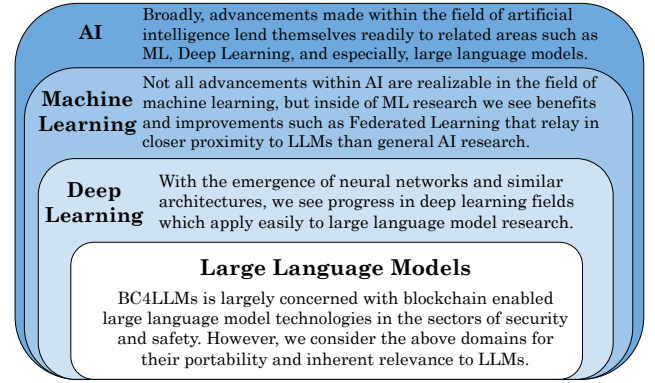 AI
Broadly, advancements made within the field of artificial
intelligence lend themselves readily to related areas such as
ML, Deep Learning, and especially, large language models.
Machine
Learning
Not all advancements within AI are realizable in the field of
machine learning, but inside of ML research we see benefits
and improvements such as Federated Learning that relay in
closer proximity to LLMs than general AI research.
Deep
Learning
With the emergence of neural networks and similar
architectures, we see progress in deep learning fields
which apply easily to large language model research.
Large Language Models
BC4LLMs is largely concerned with blockchain enabled
large language model technologies in the sectors of security
and safety. However, we consider the above domains for
their portability and inherent relevance to LLMs.